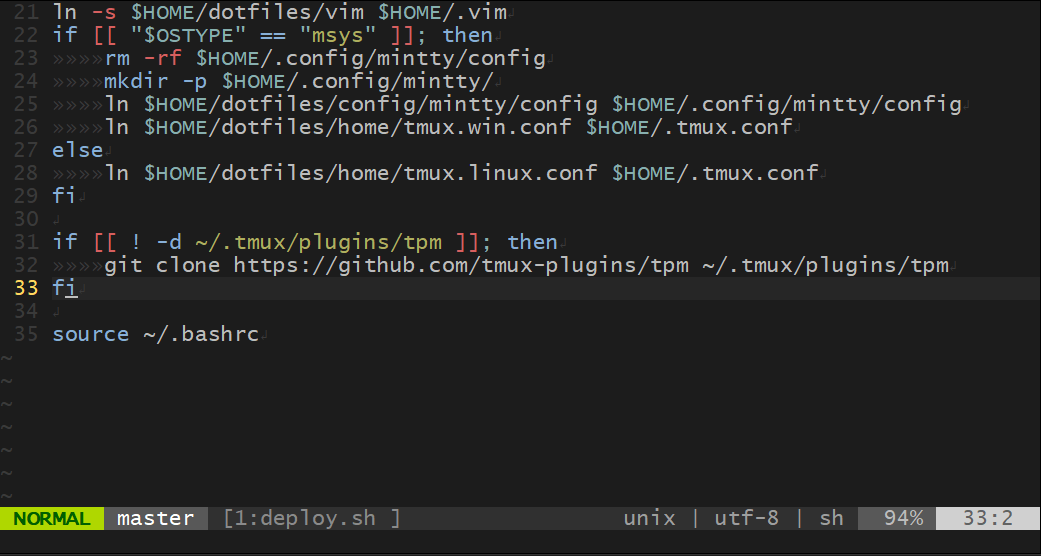 21 ln -s $HOME/dotfiles/vim $HOME/.vim↲
22 if [[ "$OSTYPE" == "msys" ]]; then↲
23 »»»»rm -rf $HOME/.config/mintty/config↲
24 »»»»mkdir -p $HOME/.config/mintty/↲
25 »»»»ln $HOME/dotfiles/config/mintty/config $HOME/.config/mintty/config↲
26 »»»»ln $HOME/dotfiles/home/tmux.win.conf $HOME/.tmux.conf↲
27 else↲
28 »»»»ln $HOME/dotfiles/home/tmux.linux.conf $HOME/.tmux.conf↲
29 fi↲
30 ↲
31 if [[ ! -d ~/.tmux/plugins/tpm ]]; then↲
32 »»»»git clone https://github.com/tmux-plugins/tpm ~/.tmux/plugins/tpm↲
33 fi↲
34 ↲
35 source ~/.bashrc↲
~
~
~
~
~
~
~
NORMAL master [1:deploy.sh ] unix | utf-8 | sh 94% 33:2